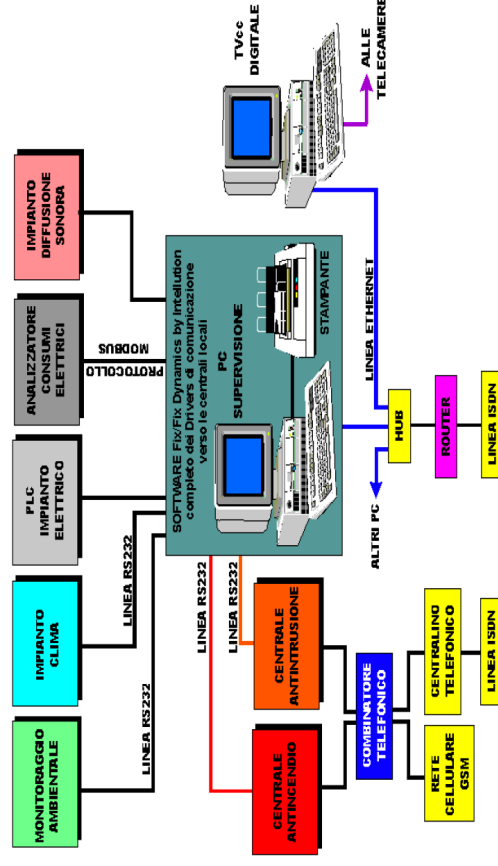 MONITORAGGIO
AMBIENTALE
IMPIANTO
CLIMA
PLC
IMPIANTO
ELETTRICO
ANALIZZATORE
CONSUMI
ELETTRICI
IMPIANTO
DIFFUSIONE
SONORA
LINEA RS232
LINEA RS232
PROTOCOLLO
MODBUS
SOFTWARE Fix/Fix Dynamics by Intellution
completo dei Drivers di comunicazione
verso le centrali locali
PC
SUPERVISIONE
STAMPANTE
TVcc
DIGITALE
ALLE
TELECAMERE
LINEA RS232
LINEA RS232
CENTRALE
ANTINCENDIO
CENTRALE
ANTINTRUSIONE
LINEA ETHERNET
ALTRI PC
HUB
COMBINATORE
TELEFONICO
ROUTER
RETE
CELLULARE
GSM
CENTRALINO
TELEFONICO
LINEA ISDN
LINEA ISDN